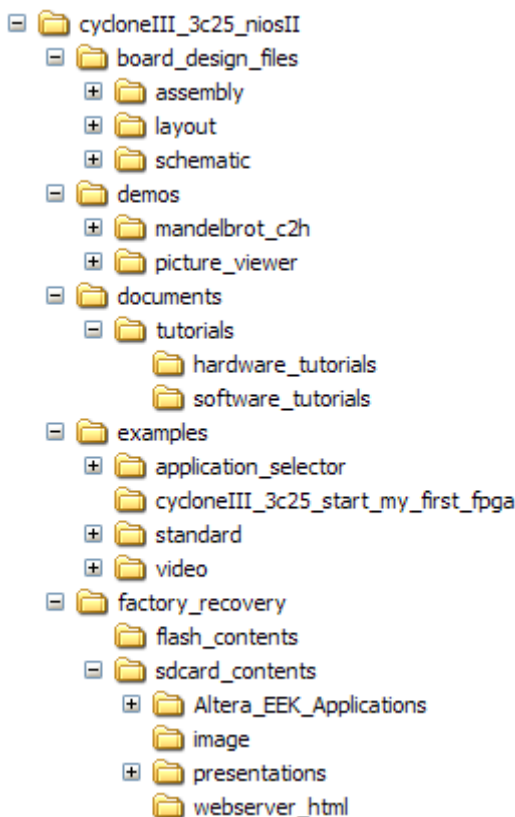 cycloneIII_3c25_niosII
board_design_files
assembly
layout
schematic
demos
mandelbrot_c2h
picture_viewer
documents
tutorials
hardware_tutorials
software_tutorials
examples
application_selector
cycloneIII_3c25_start_my_first_fpga
standard
video
factory_recovery
flash_contents
sdcard_contents
Altera_EEK_Applications
image
presentations
webserver_html